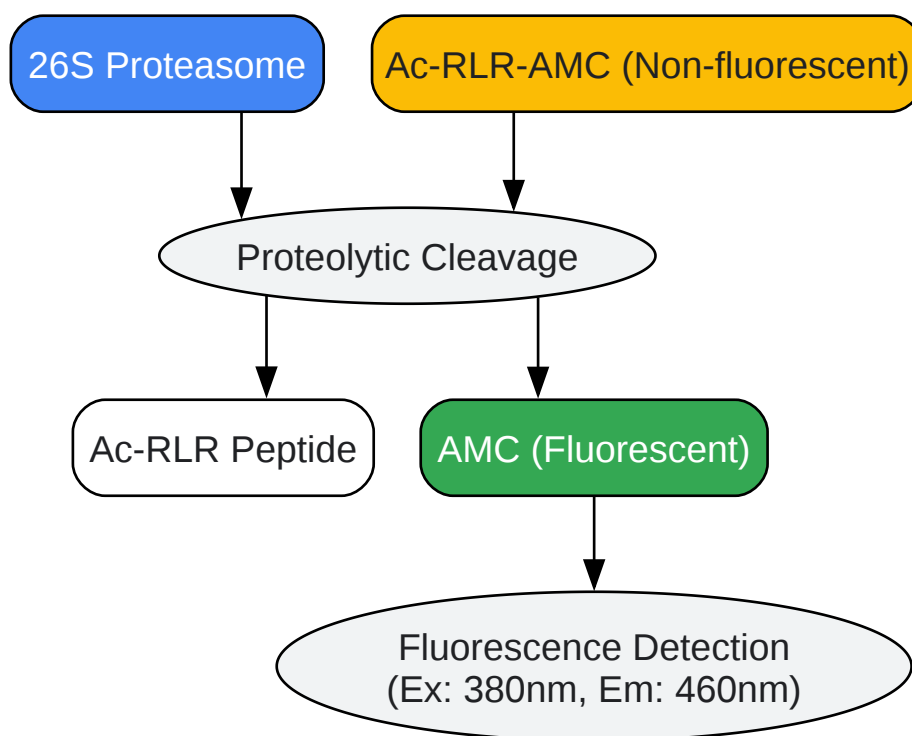 26S Proteasome
Ac-RLR-AMC (Non-fluorescent)
Proteolytic Cleavage
Ac-RLR Peptide
AMC (Fluorescent)
Fluorescence Detection
(Ex: 380nm, Em: 460nm)